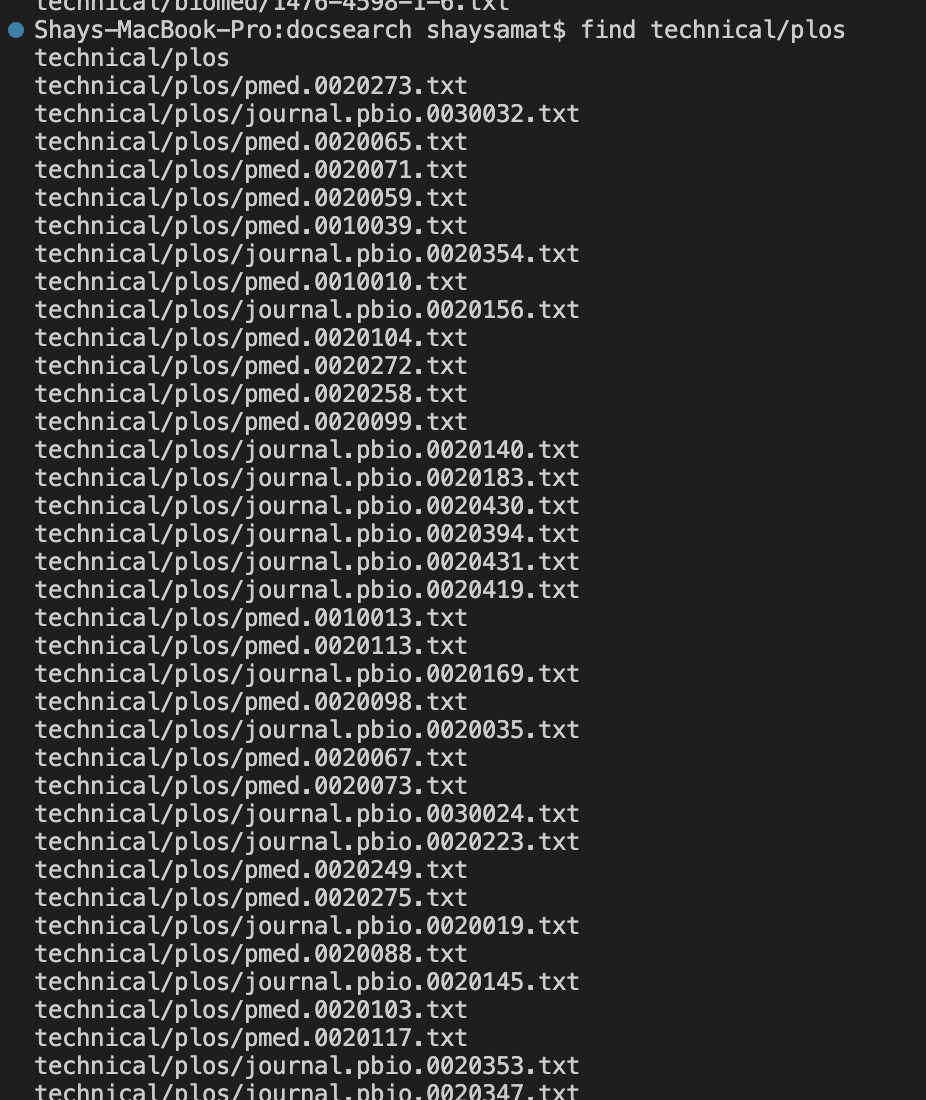 technical/biomed/1476-4598-1-6.txt
Shays-MacBook-Pro:docsearch shaysamat$ find technical/plos
technical/plos
technical/plos/pmed.0020273.txt
technical/plos/journal.pbio.0030032.txt
technical/plos/pmed.0020065.txt
technical/plos/pmed.0020071.txt
technical/plos/pmed.0020059.txt
technical/plos/pmed.0010039.txt
technical/plos/journal.pbio.0020354.txt
technical/plos/pmed.0010010.txt
technical/plos/journal.pbio.0020156.txt
technical/plos/pmed.0020104.txt
technical/plos/pmed.0020272.txt
technical/plos/pmed.0020258.txt
technical/plos/pmed.0020099.txt
technical/plos/journal.pbio.0020140.txt
technical/plos/journal.pbio.0020183.txt
technical/plos/journal.pbio.0020430.txt
technical/plos/journal.pbio.0020394.txt
technical/plos/journal.pbio.0020431.txt
technical/plos/journal.pbio.0020419.txt
technical/plos/pmed.0010013.txt
technical/plos/pmed.0020113.txt
technical/plos/journal.pbio.0020169.txt
technical/plos/pmed.0020098.txt
technical/plos/journal.pbio.0020035.txt
technical/plos/pmed.0020067.txt
technical/plos/pmed.0020073.txt
technical/plos/journal.pbio.0030024.txt
technical/plos/journal.pbio.0020223.txt
technical/plos/pmed.0020249.txt
technical/plos/pmed.0020275.txt
technical/plos/journal.pbio.0020019.txt
technical/plos/pmed.0020088.txt
technical/plos/journal.pbio.0020145.txt
technical/plos/pmed.0020103.txt
technical/plos/pmed.0020117.txt
technical/plos/journal.pbio.0020353.txt
technical/plos/journal.pbio.0020347.txt